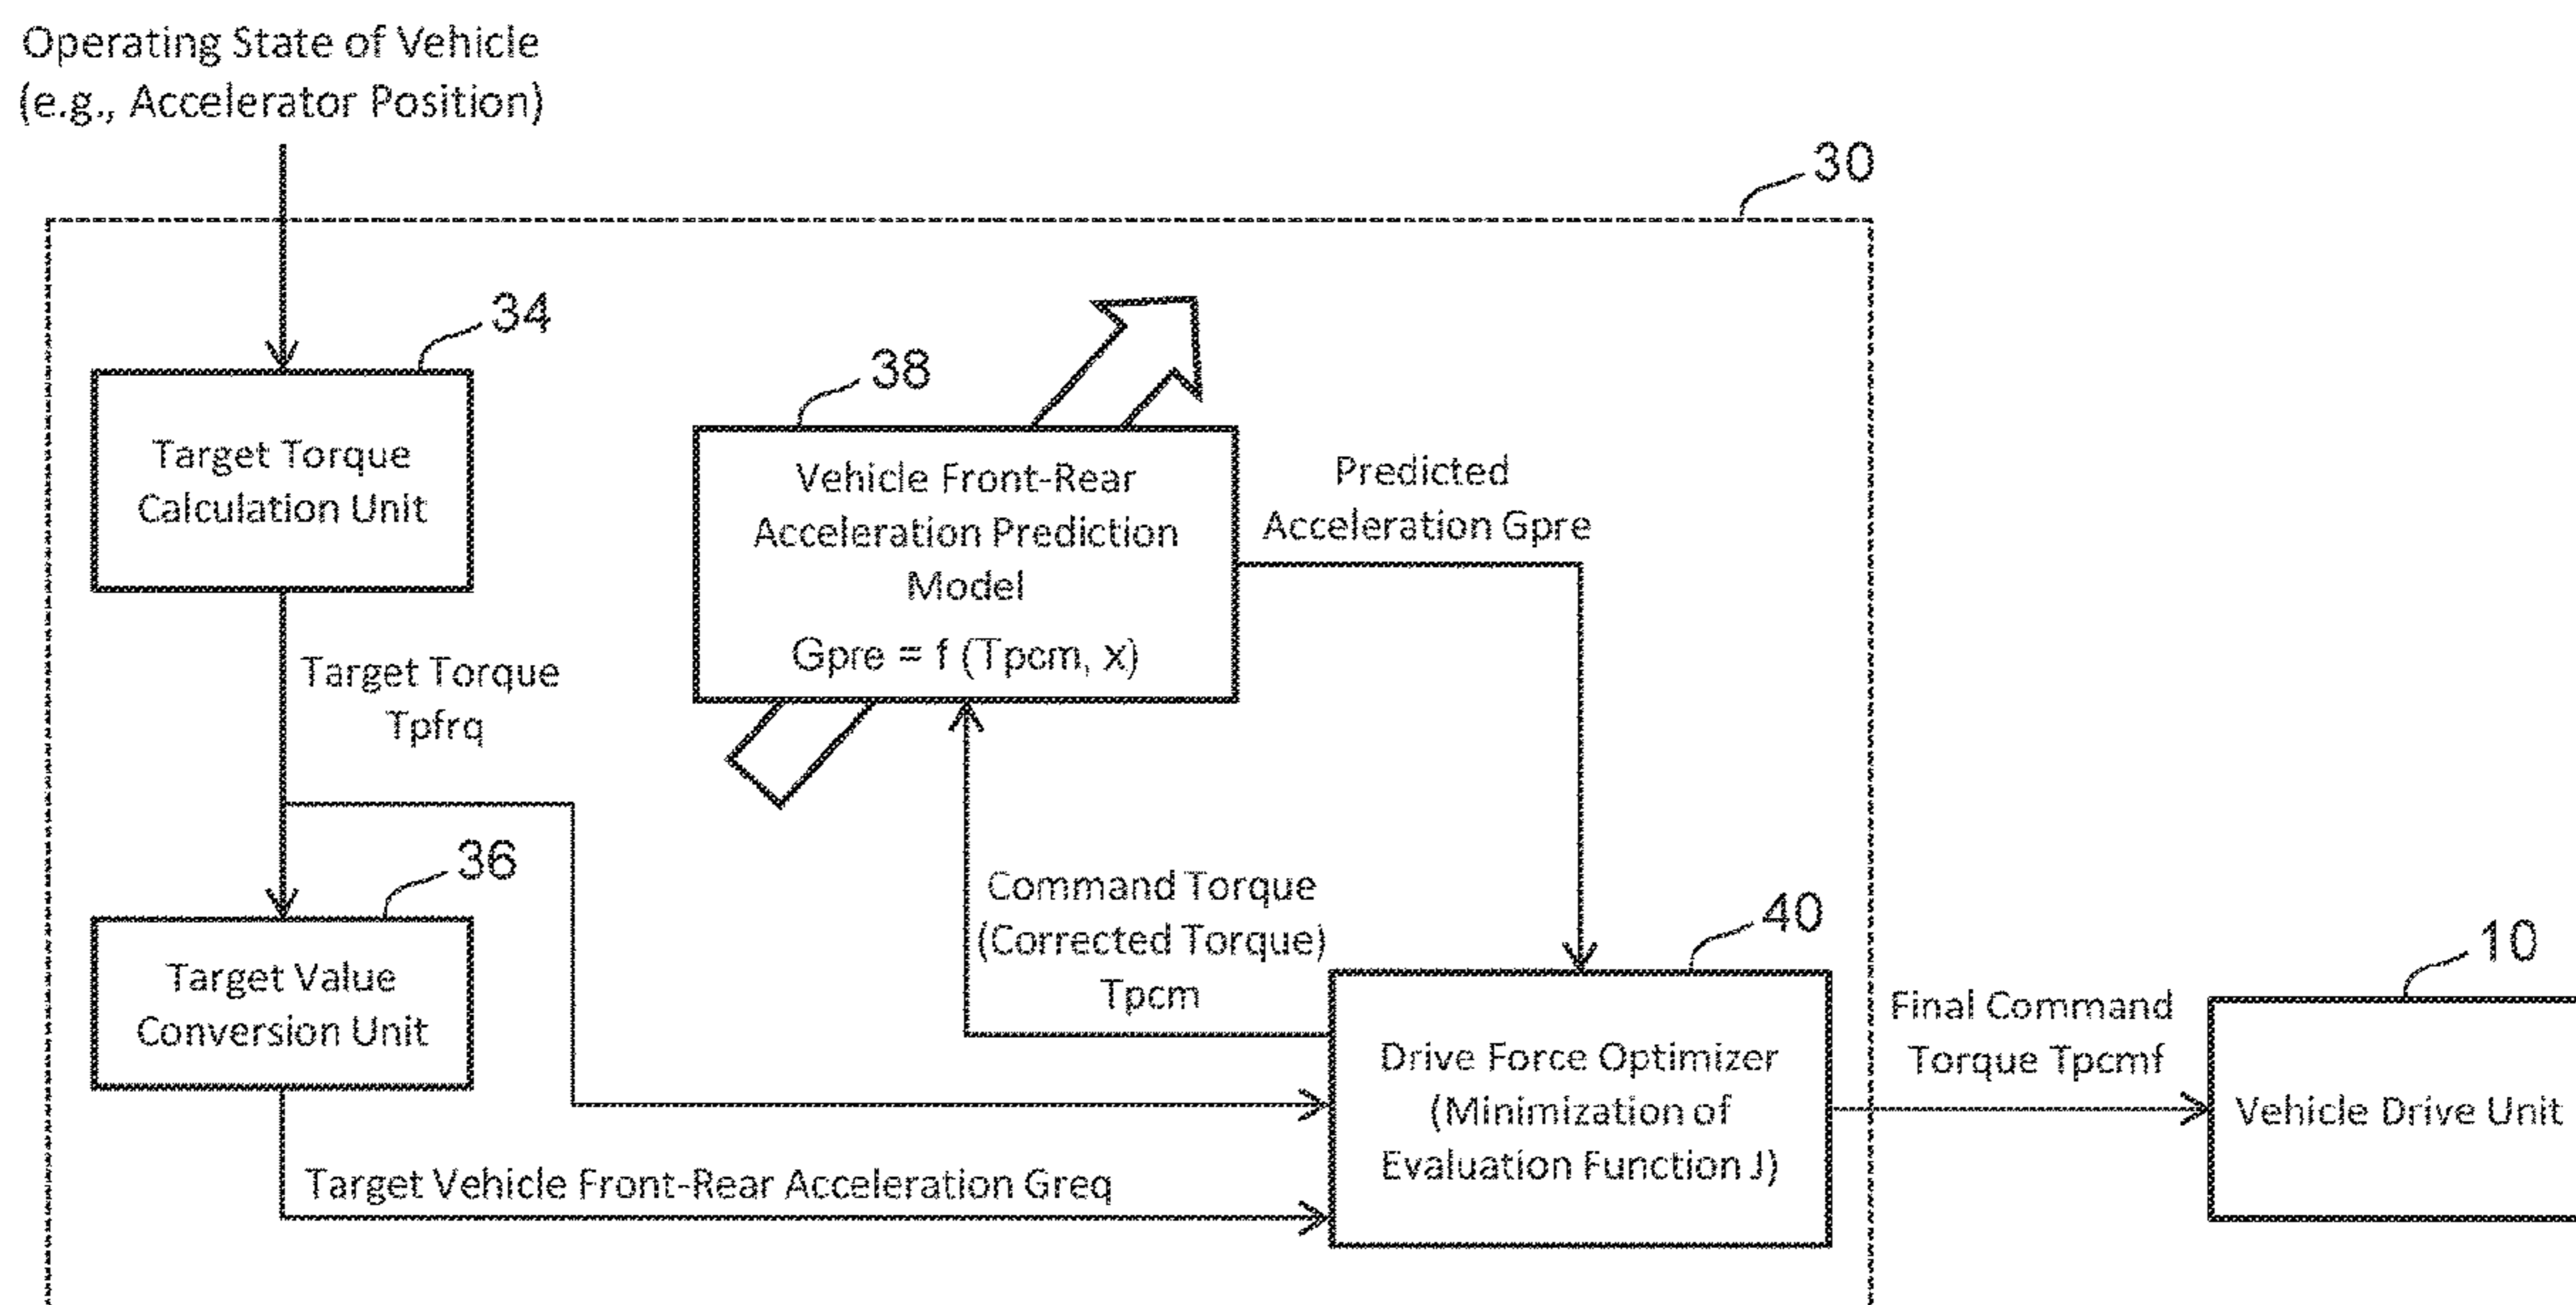 Operating State of Vehicle
(e.g., Accelerator Position)
30
34
Target Torque
Calculation Unit
38
Vehicle Front-Rear
Acceleration Prediction
Model
Gpre = f (Tpcm, x)
Predicted
Acceleration Gpre
Target Torque
Tpfrq
36
Target Value
Conversion Unit
Command Torque
(Corrected Torque)
Tpcm
40
Drive Force Optimizer
(Minimization of
Evaluation Function J)
Final Command
Torque Tpcmf
10
Vehicle Drive Unit
Target Vehicle Front-Rear Acceleration Greq